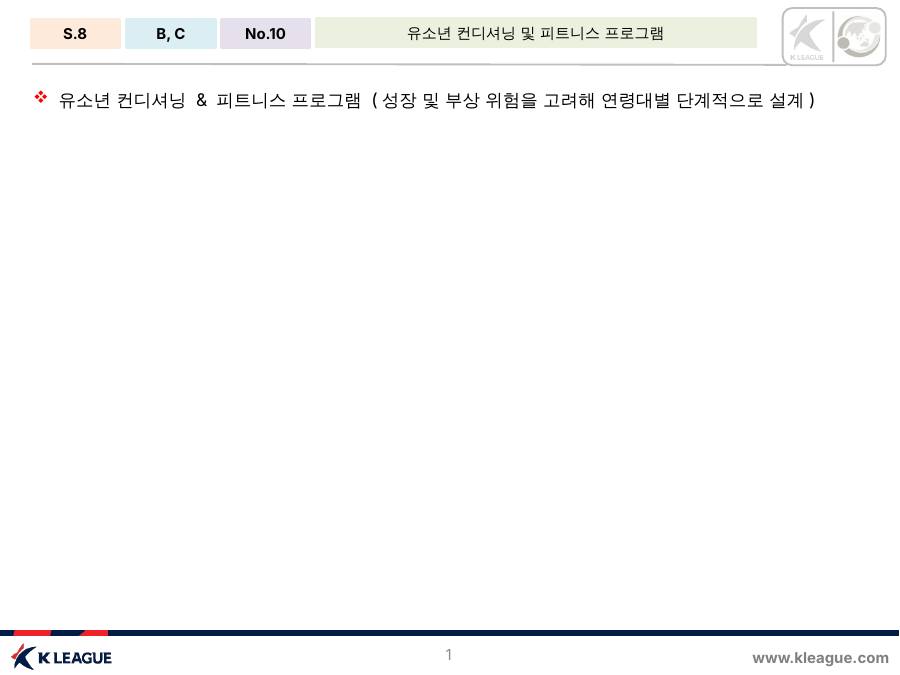 S.8
B, C
No.10
유소년 컨디셔닝 및 피트니스 프로그램
K LEAGUE
유소년 컨디셔닝 & 피트니스 프로그램 ( 성장 및 부상 위험을 고려해 연령대별 단계적으로 설계 )
K LEAGUE
1
www.kleague.com